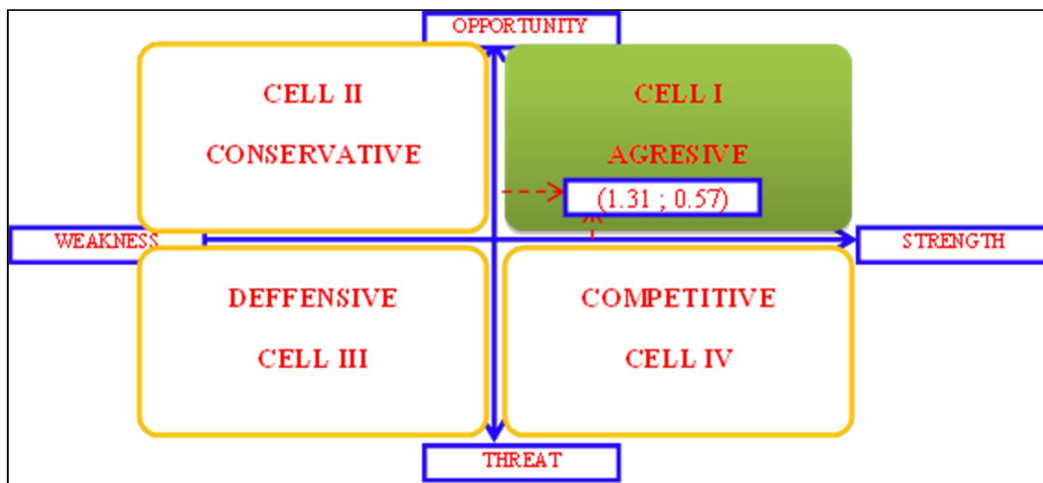 OPPORTUNITY
CELL II
CONSERVATIVE
CELL I
AGRESIVE
(1.31 ; 0.57)
WEAKNESS
STRENGTH
DEFFENSIVE
CELL III
COMPETITIVE
CELL IV
THREAT